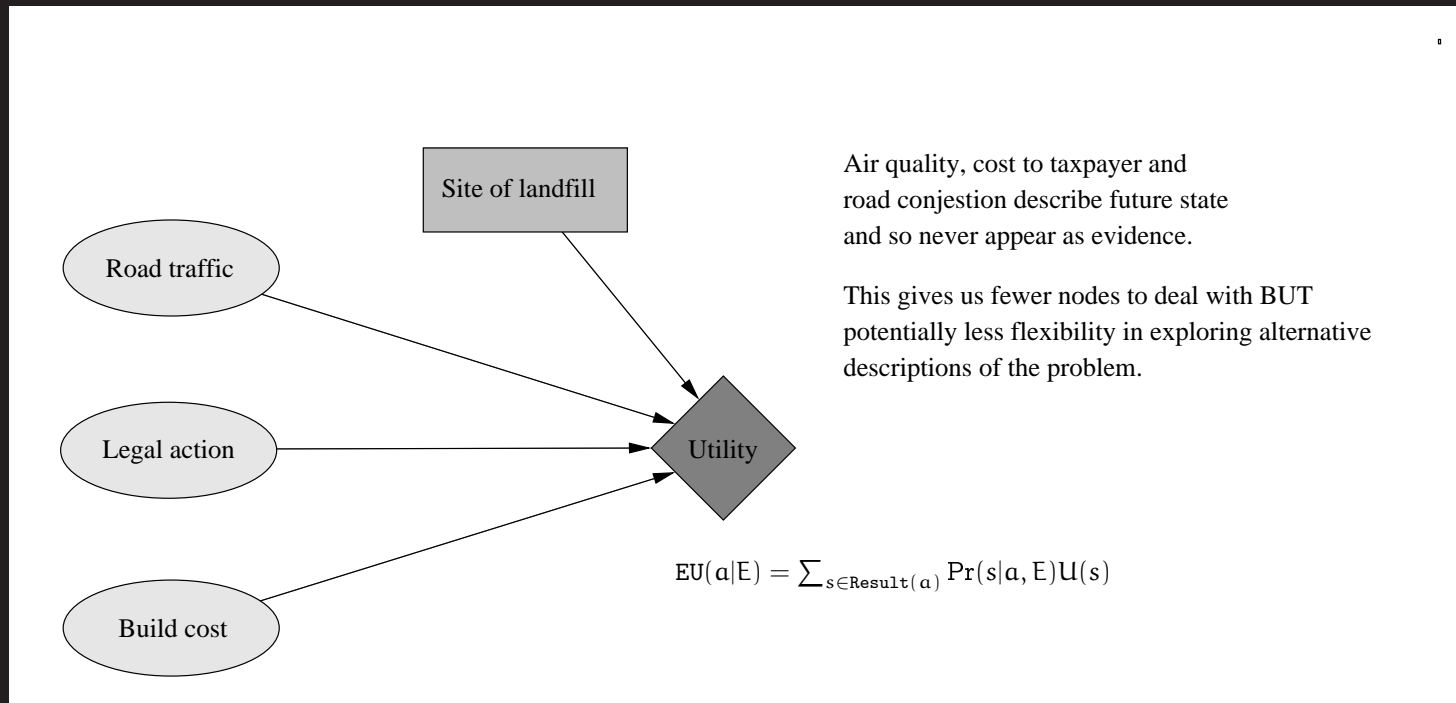 Site of landfill
Air quality, cost to taxpayer and
road conjestion describe future state
and so never appear as evidence.
Road traffic
This gives us fewer nodes to deal with BUT
potentially less flexibility in exploring alternative
descriptions of the problem.
Legal action
Utility
EU(a|E) = ∑s∈Result(a) Pr(s|a, E)U(s)
Build cost